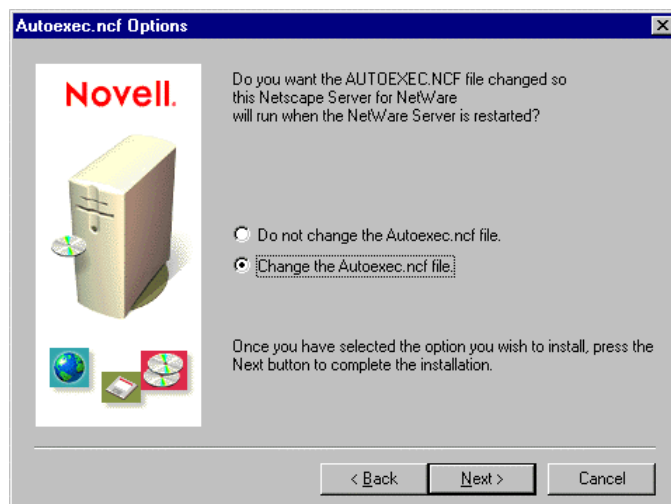 Autoexec.ncf Options
Novell.
Do you want the AUTOEXEC.NCF file changed so
this Netscape Server for NetWare
will run when the NetWare Server is restarted?
Do not change the Autoexec.ncf file.
Change the Autoexec.ncf file.
Once you have selected the option you wish to install, press the
Next button to complete the installation.
< Back
Next >
Cancel